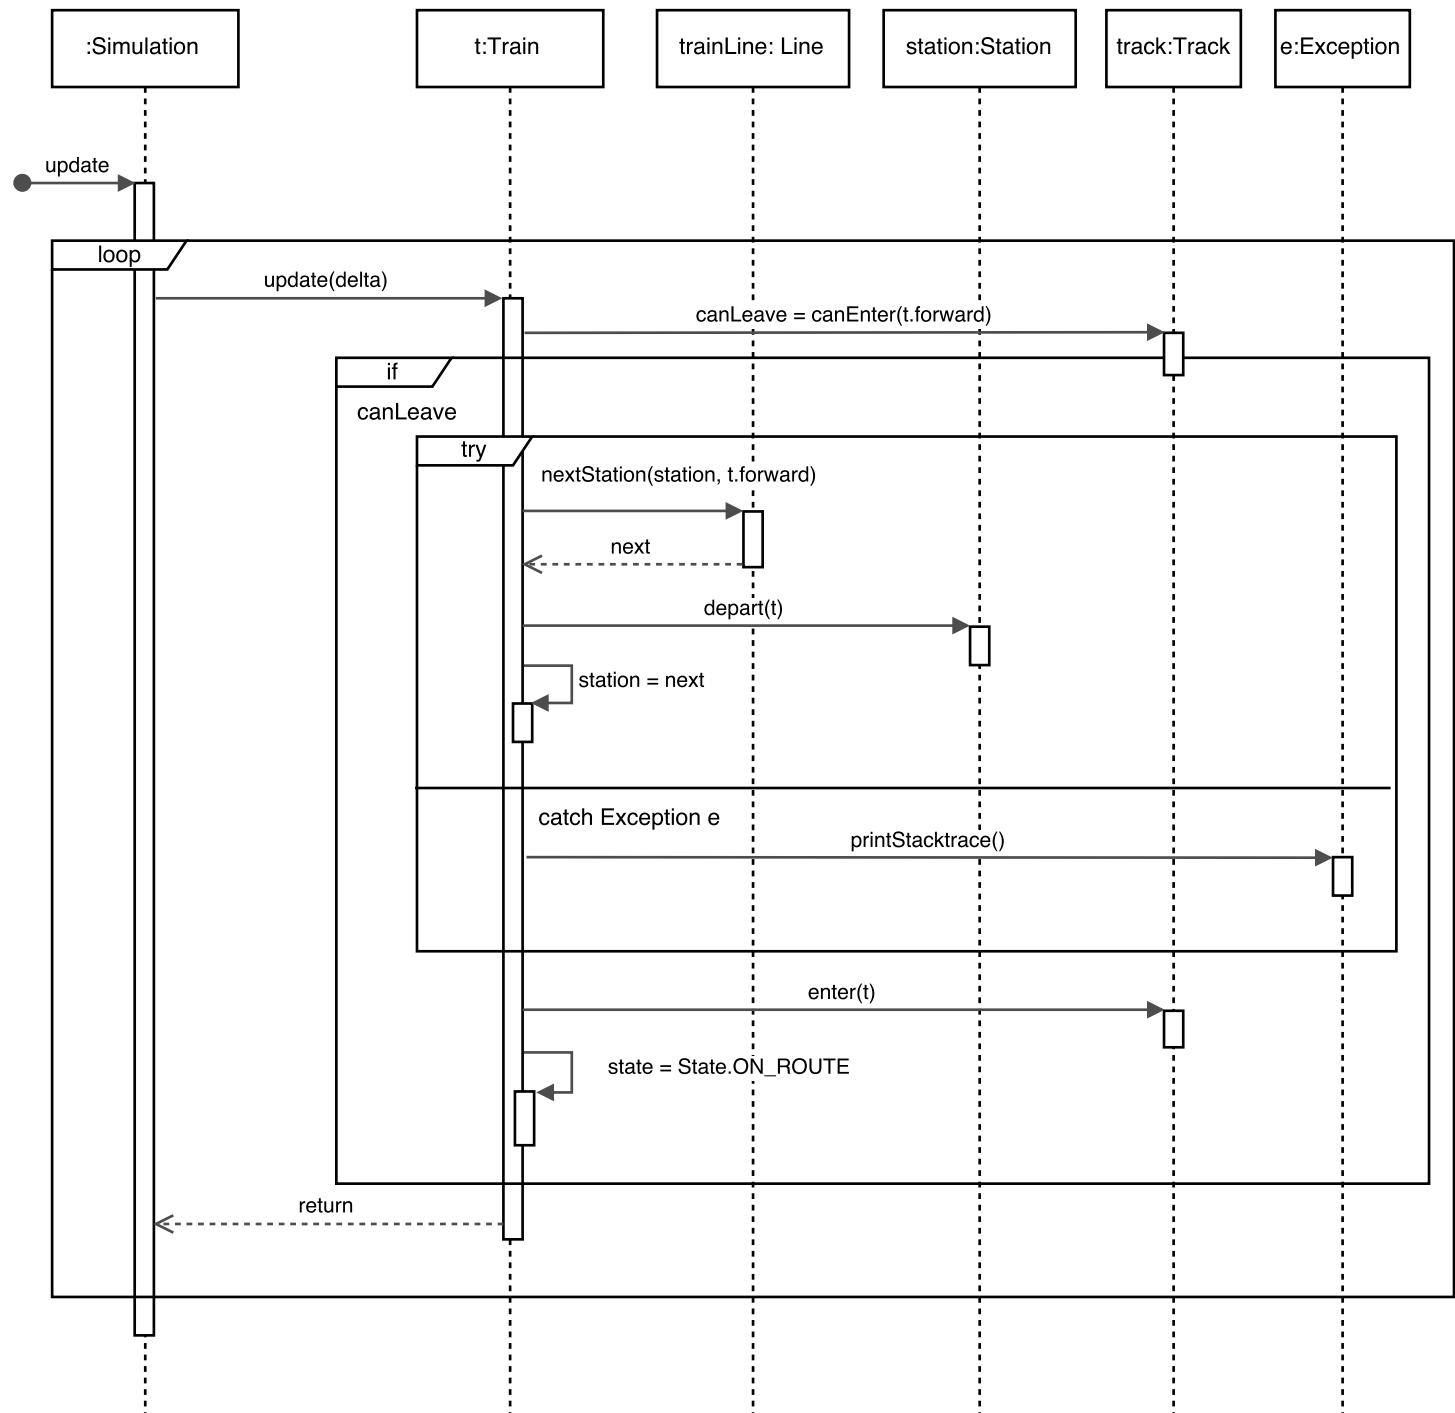 :Simulation
t:Train
trainLine: Line
station:Station
track:Track
e:Exception
update
loop
update(delta)
canLeave = canEnter(t.forward)
if
canLeave
try
nextStation(station, t.forward)
next
depart(t)
station = next
catch Exception e
printStacktrace()
enter(t)
state = State.ON_ROUTE
return